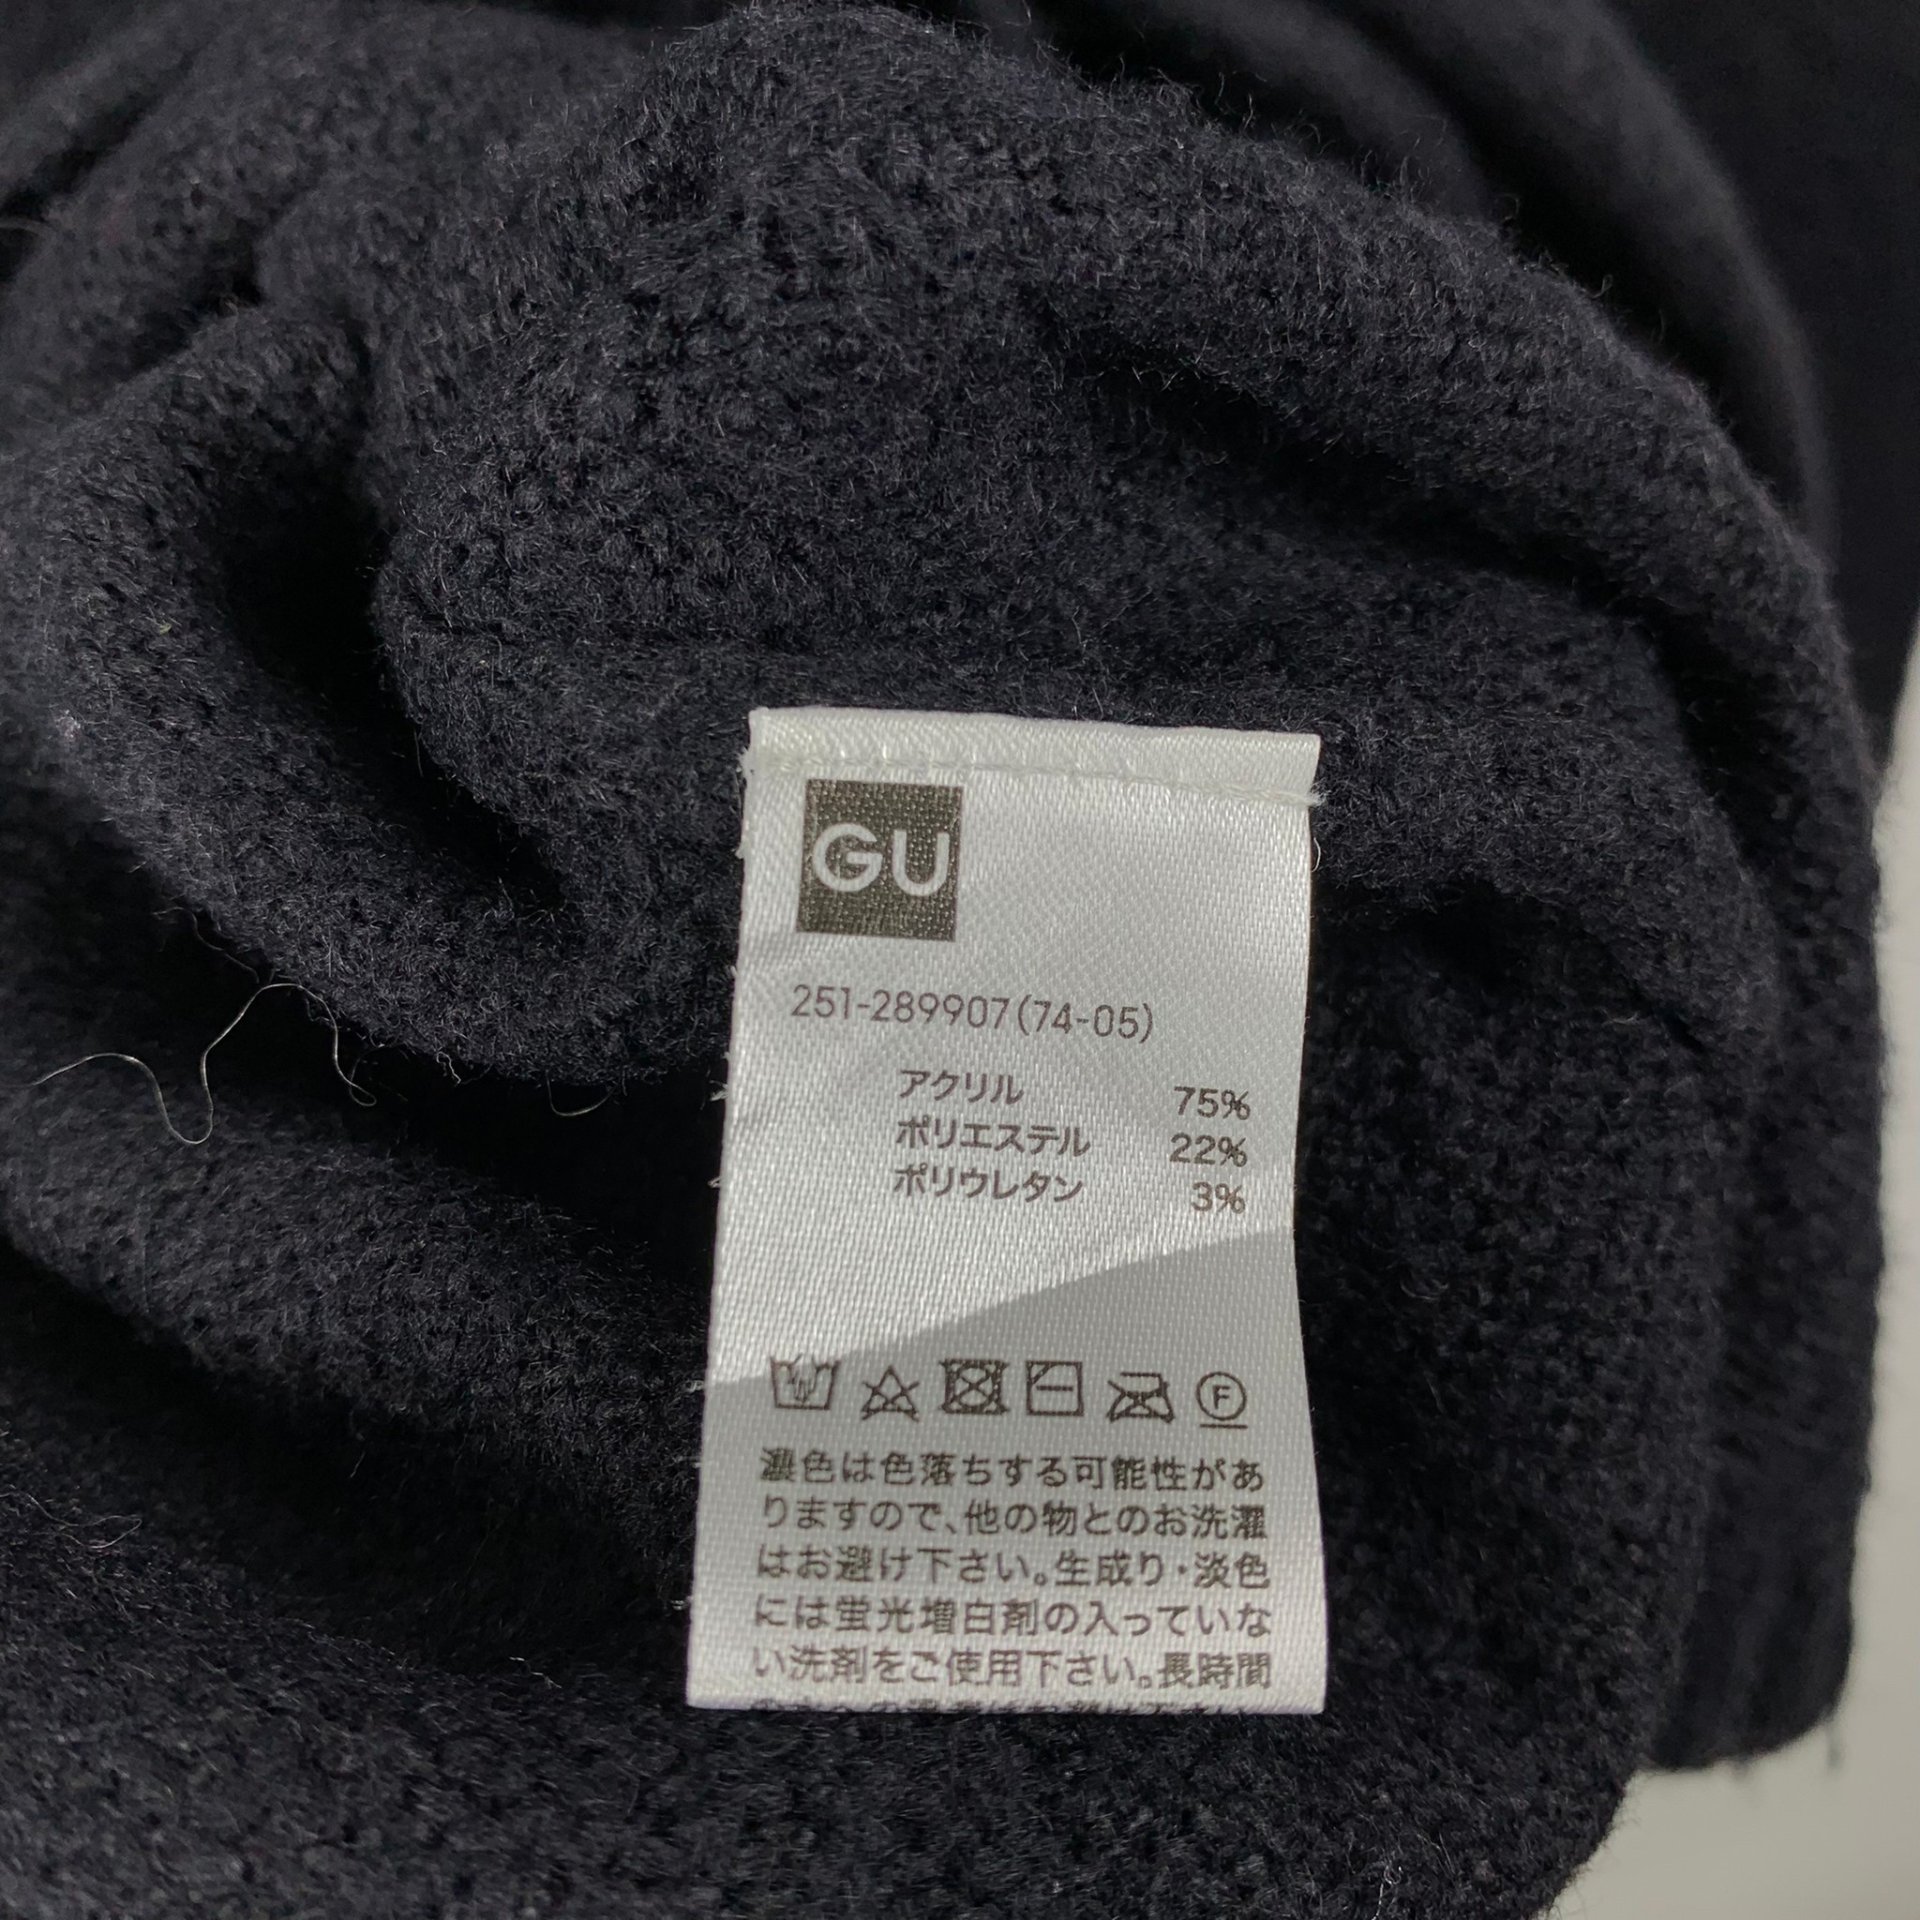 GU
251-289907(74-05)
アクリル 75%
ポリエステル 22%
ポリウレタン 3%
F
濃色は色落ちする可能性があ
りますので、他の物とのお洗濯
はお避け下さい。生成り・淡色
には蛍光増白剤の入っていな
い洗剤をご使用下さい。長時間